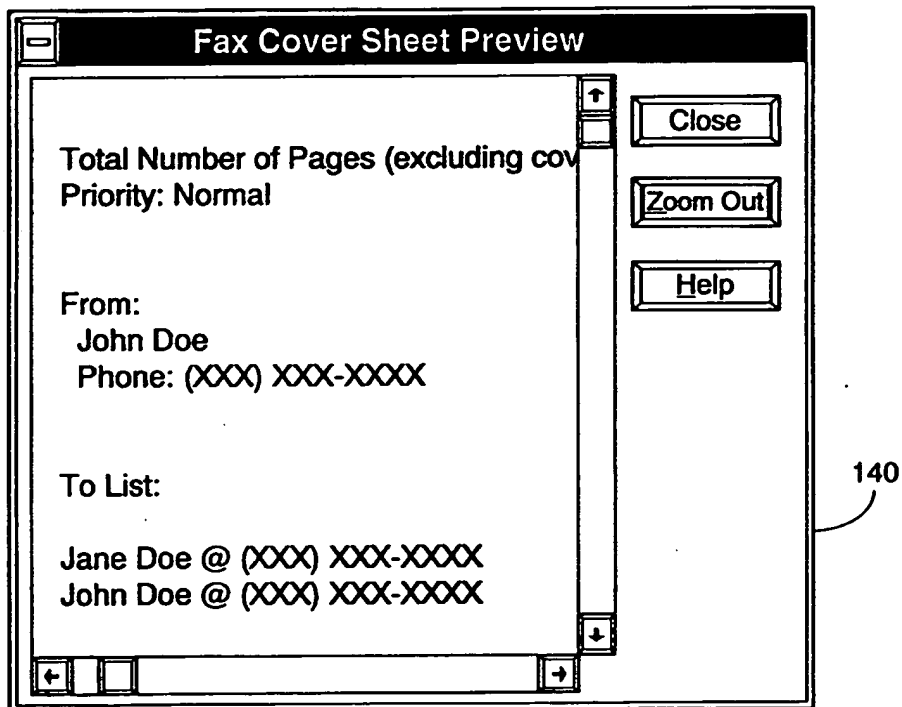 Fax Cover Sheet Preview
Total Number of Pages (excluding cov
Priority: Normal
From:
John Doe
Phone: (XXX) XXX-XXXX
To List:
Jane Doe @ (XXX) XXX-XXXX
John Doe @ (XXX) XXX-XXXX
Close
Zoom Out
Help
140